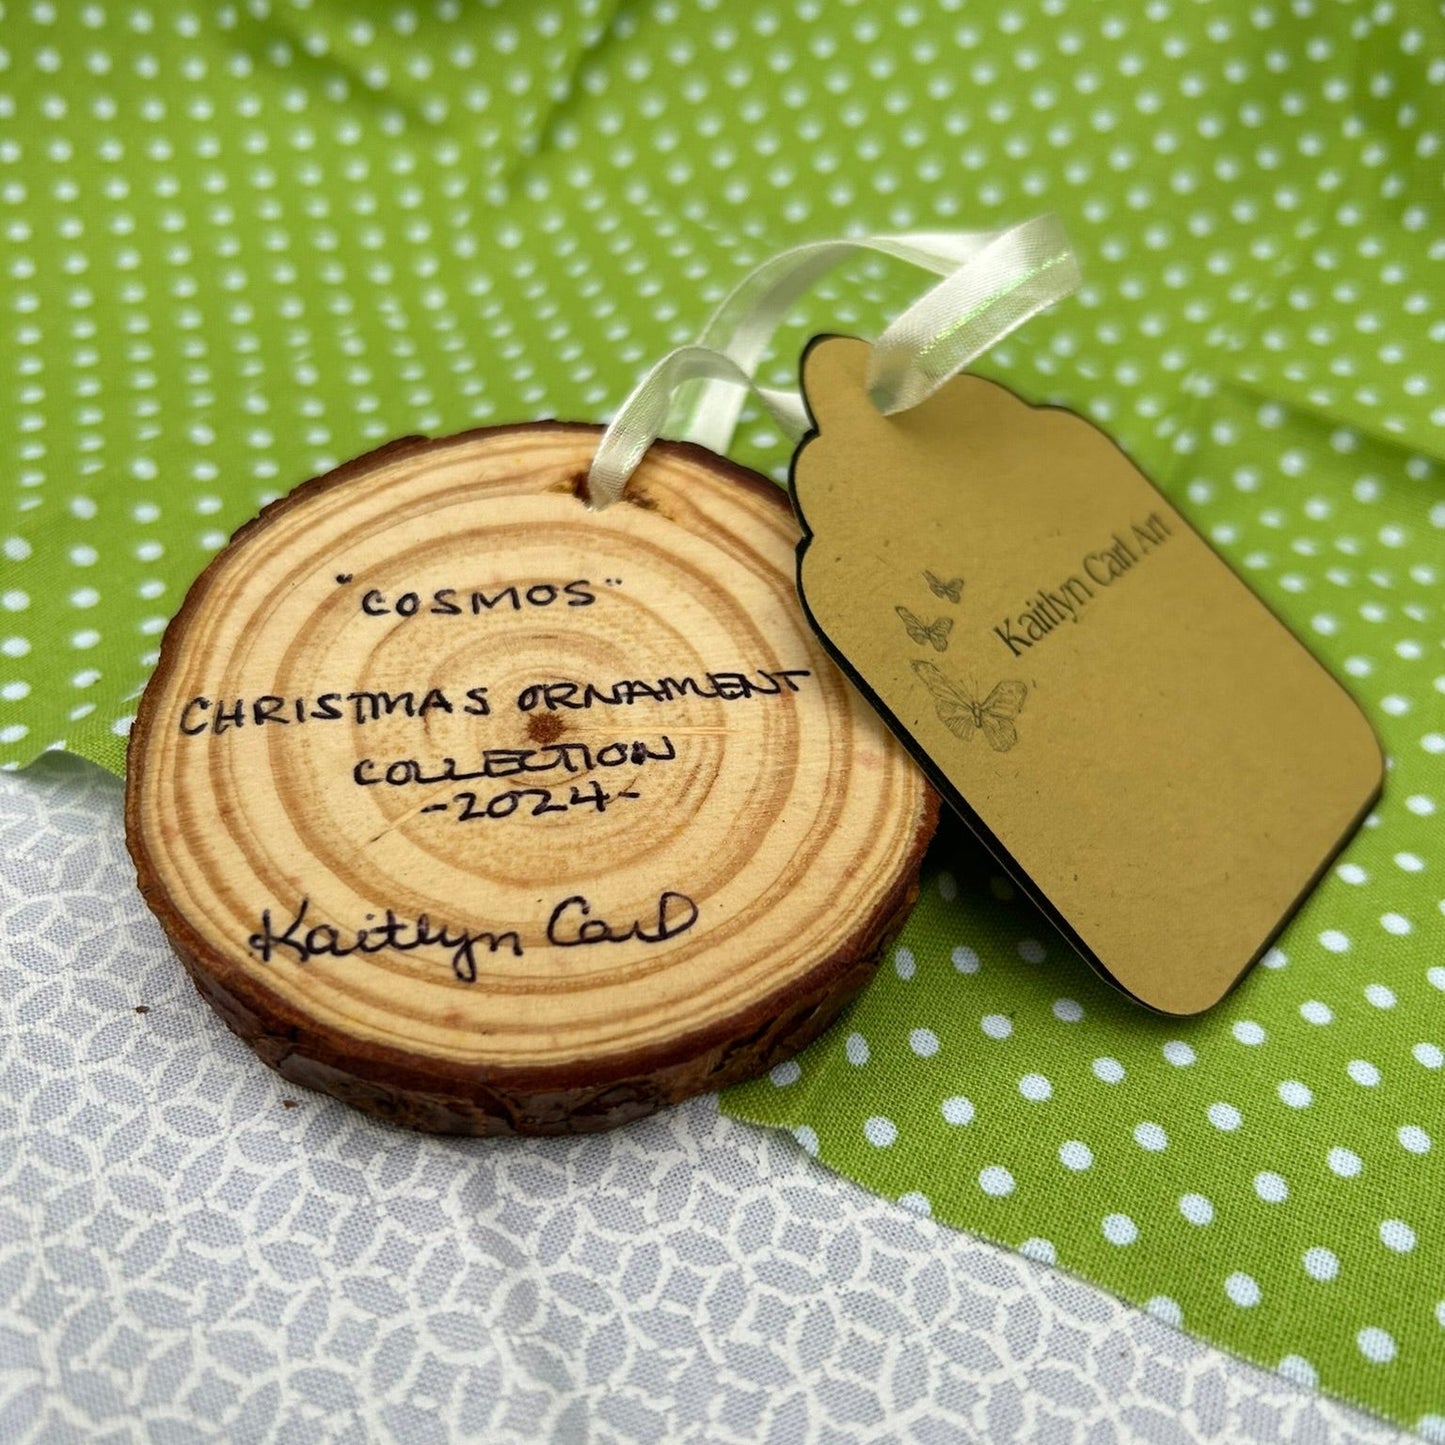 "COSMOS"
CHRISTMAS ORNAMENT
COLLECTION
-2024-
Kaitlyn Carl
Kaitlyn Carl Art